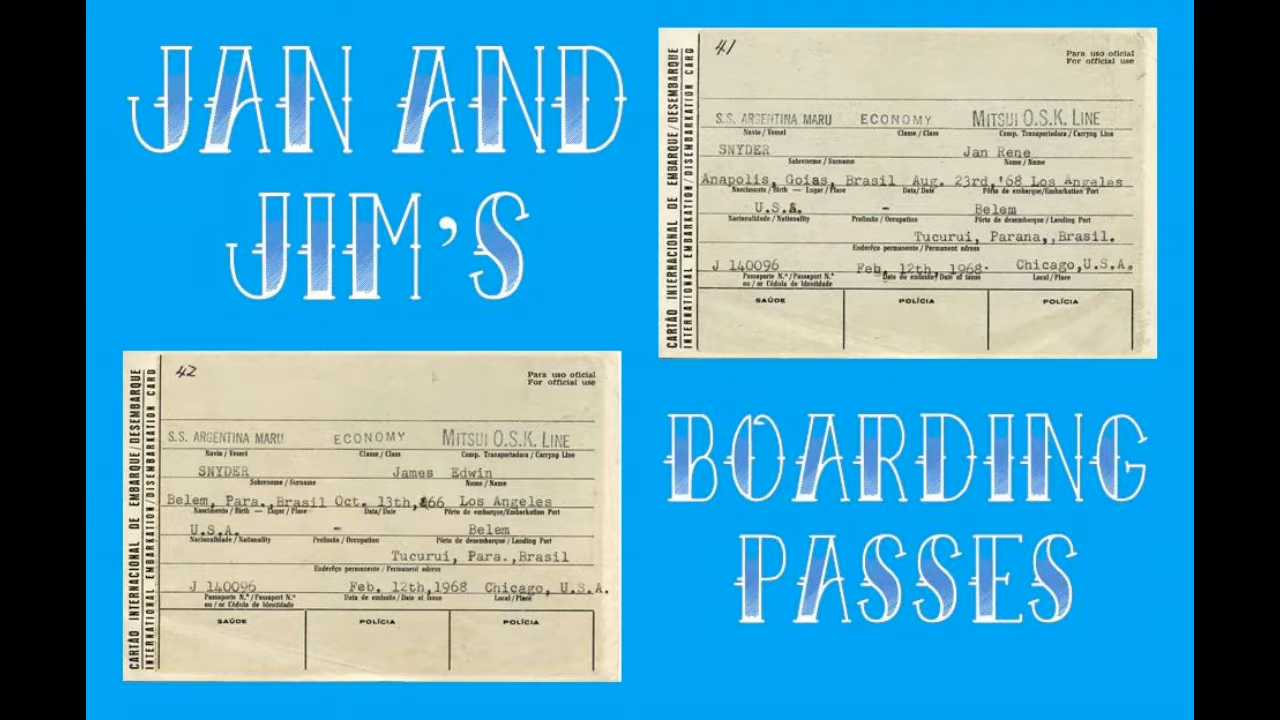 JAN AND
JIM'S
41
Para uso oficial
For official use
CARTÃO INTERNACIONAL DE EMBARQUE/DESEMBARQUE
INTERNATIONAL EMBARKATION/DISEMBARKATION CARD
S.S. ARGENTINA MARU ECONOMY MITSUI O.S.K. LINE
Navio / Vessel Classe / Class Comp. Transportadora / Carryng Line
SNYDER Jan Rene
Sobrenome / Surname Nome / Name
Anapolis, Goias, Brasil Aug. 23rd,'68 Los Angeles
Nascimento / Birth — Lugar / Place Data / Date Pôrto de embarque/Embarkation Port
U.S.A. - Belem
Nacionalidade / Nationality Profissão / Occupation Pôrto de desembarque / Landing Port
Tucurui, Parana,,Brasil.
Enderêço permanente / Permanent adress
J 140096 Feb. 12th,1968. Chicago,U.S.A.
Passaporte N.º / Passaport N.º Data de emissão / Date of issue Local / Place
ou / or Cédula de Identidade
SAÚDE POLÍCIA POLÍCIA
42
Para uso oficial
For official use
CARTÃO INTERNACIONAL DE EMBARQUE/DESEMBARQUE
INTERNATIONAL EMBARKATION/DISEMBARKATION CARD
S.S. ARGENTINA MARU ECONOMY MITSUI O.S.K. LINE
Navio / Vessel Classe / Class Comp. Transportadora / Carryng Line
SNYDER James Edwin
Sobrenome / Surname Nome / Name
Belem, Para.,Brasil Oct. 13th, 66 Los Angeles
Nascimento / Birth — Lugar / Place Data / Date Pôrto de embarque/Embarkation Port
U.S.A. - Belem
Nacionalidade / Nationality Profissão / Occupation Pôrto de desembarque / Landing Port
Tucurui, Para.,Brasil
Enderêço permanente / Permanent adress
J 140096 Feb. 12th,1968 Chicago, U.S.A.
Passaporte N.º / Passaport N.º Data de emissão / Date of issue Local / Place
ou / or Cédula de Identidade
SAÚDE POLÍCIA POLÍCIA
BOARDING
PASSES